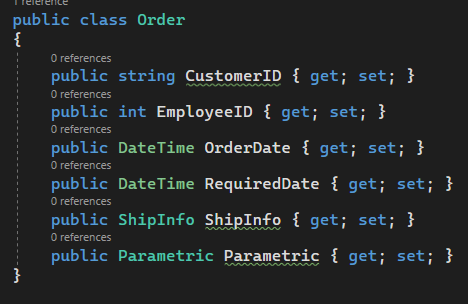 1 reference
public class Order
{
0 references
public string CustomerID { get; set; }
0 references
public int EmployeeID { get; set; }
0 references
public DateTime OrderDate { get; set; }
0 references
public DateTime RequiredDate { get; set; }
0 references
public ShipInfo ShipInfo { get; set; }
0 references
public Parametric Parametric { get; set; }
}